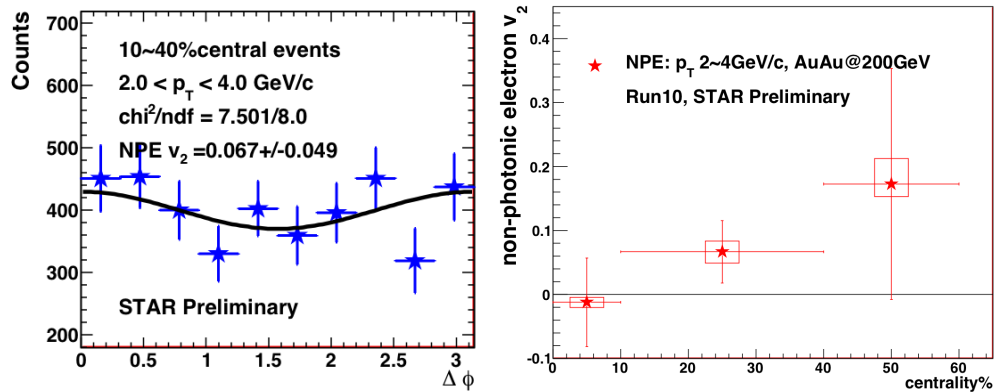 Counts
700
600
500
400
300
200
10~40%central events
2.0 < p_T < 4.0 GeV/c
chi²/ndf = 7.501/8.0
NPE v₂ =0.067+/-0.049
STAR Preliminary
0 0.5 1 1.5 2 2.5 3
Δ ϕ
non-photonic electron v₂
0.4
0.3
0.2
0.1
0
-0.1
NPE: p_T 2~4GeV/c, AuAu@200GeV
Run10, STAR Preliminary
0 10 20 30 40 50 60
centrality%